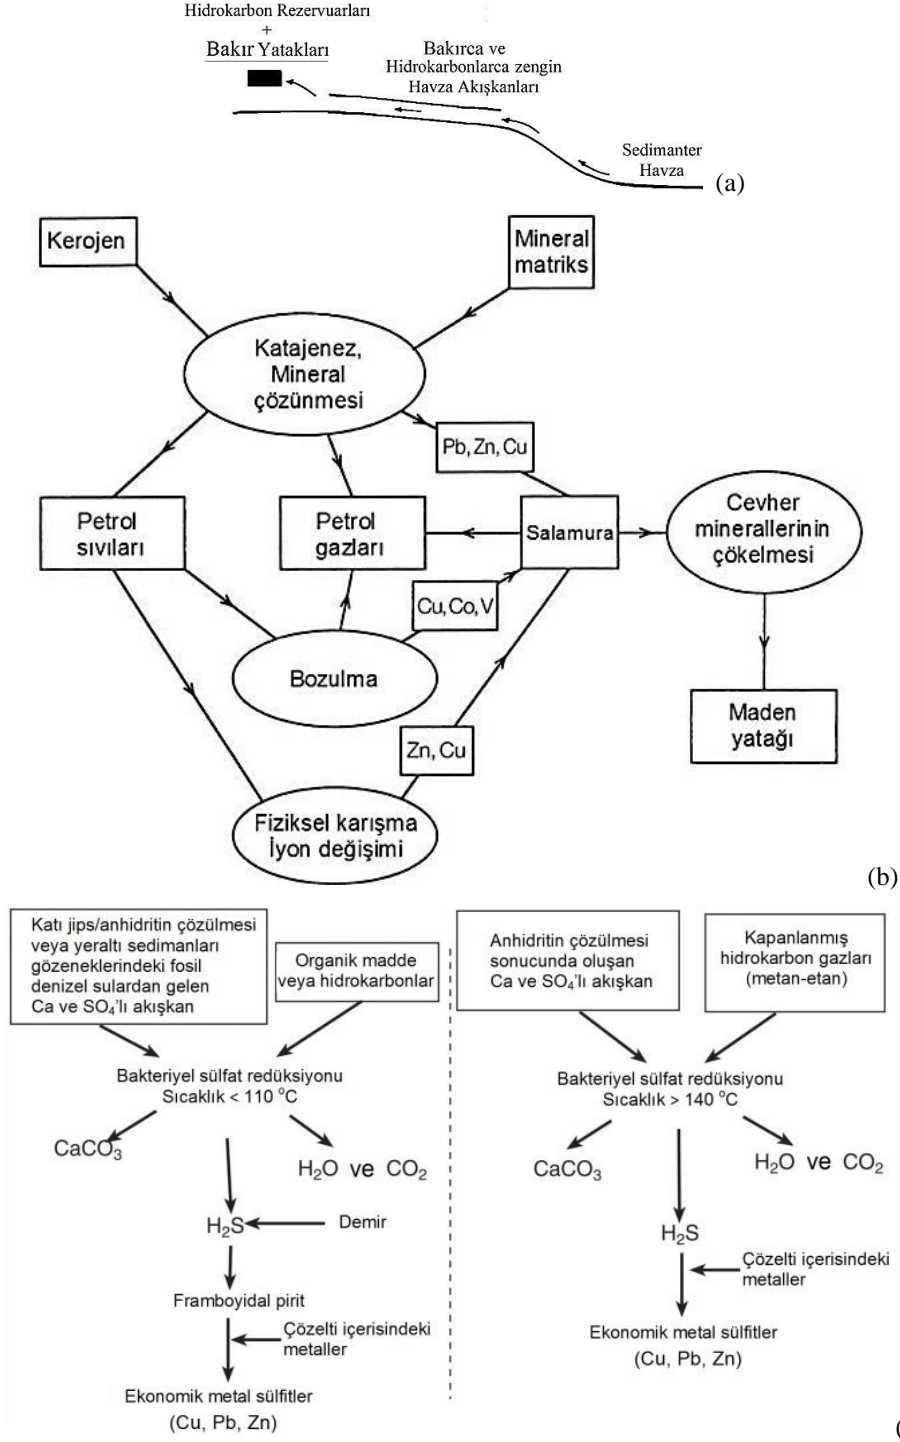 Hidrokarbon Rezervuarları
+
Bakır Yatakları
Bakırca ve
Hidrokarbonlarca zengin
Havza Akışkanları
Sedimanter
Havza
(a)
Kerojen
Mineral
matriks
Katajenez,
Mineral
çözünmesi
Pb, Zn, Cu
Petrol
sıvıları
Petrol
gazları
Salamura
Cevher
minerallerinin
çökelmesi
Cu, Co, V
Bozulma
Maden
yatağı
Zn, Cu
Fiziksel karışma
İyon değişimi
(b)
Katı jips/anhidritin çözülmesi
veya yeraltı sedimanları
gözeneklerindeki fosil
denizel sulardan gelen
Ca ve SO₄'lı akışkan
Organik madde
veya hidrokarbonlar
Bakteriyel sülfat redüksiyonu
Sıcaklık < 110 °C
CaCO₃
H₂O ve CO₂
H₂S
Demir
Framboyidal pirit
Çözelti içerisindeki
metaller
Ekonomik metal sülfitler
(Cu, Pb, Zn)
Anhidritin çözülmesi
sonucunda oluşan
Ca ve SO₄'lı akışkan
Kapanlanmış
hidrokarbon gazları
(metan-etan)
Bakteriyel sülfat redüksiyonu
Sıcaklık > 140 °C
CaCO₃
H₂O ve CO₂
H₂S
Çözelti içerisindeki
metaller
Ekonomik metal sülfitler
(Cu, Pb, Zn)